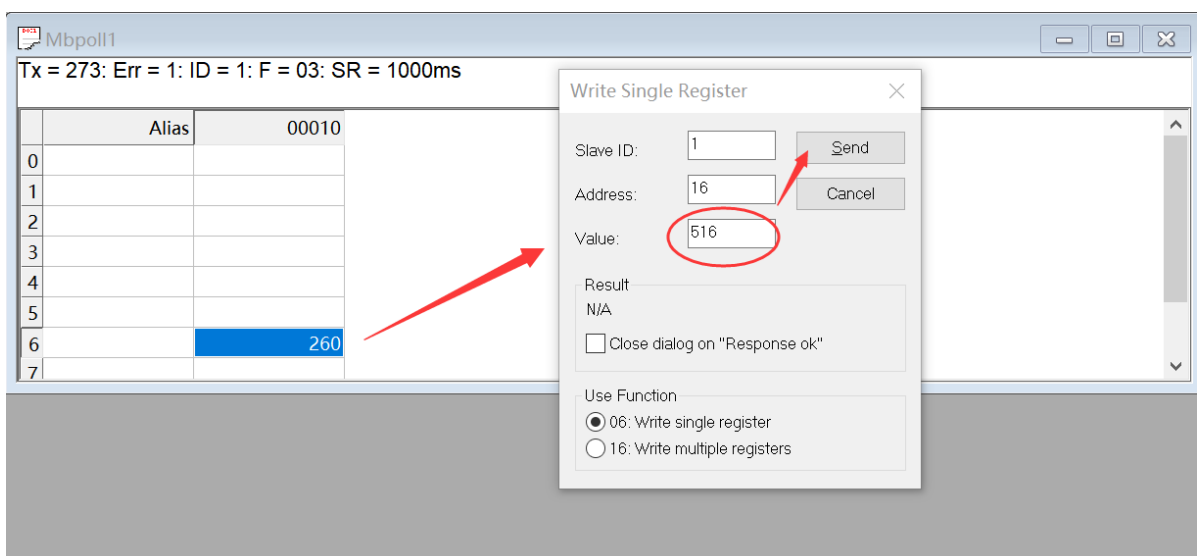 Mbpoll1
Tx = 273: Err = 1: ID = 1: F = 03: SR = 1000ms
Alias 00010
0
1
2
3
4
5
6 260
7
Write Single Register
Slave ID: 1 Send
Address: 16 Cancel
Value: 516
Result
N/A
Close dialog on "Response ok"
Use Function
06: Write single register
16: Write multiple registers